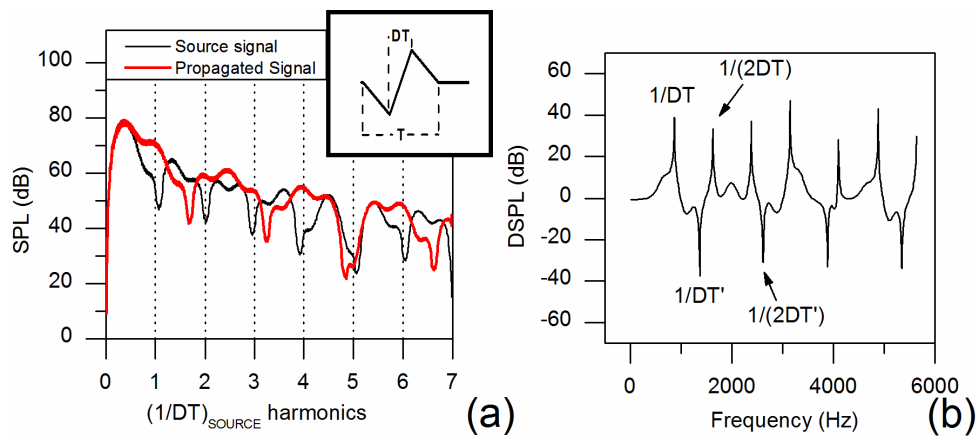 Source signal
Propagated Signal
DT
T
100
80
60
40
20
0
SPL (dB)
0 1 2 3 4 5 6 7
(1/DT)SOURCE harmonics
(a)
60
40
20
0
-20
-40
-60
DSPL (dB)
1/DT
1/(2DT)
1/DT'
1/(2DT')
0 2000 4000 6000
Frequency (Hz)
(b)